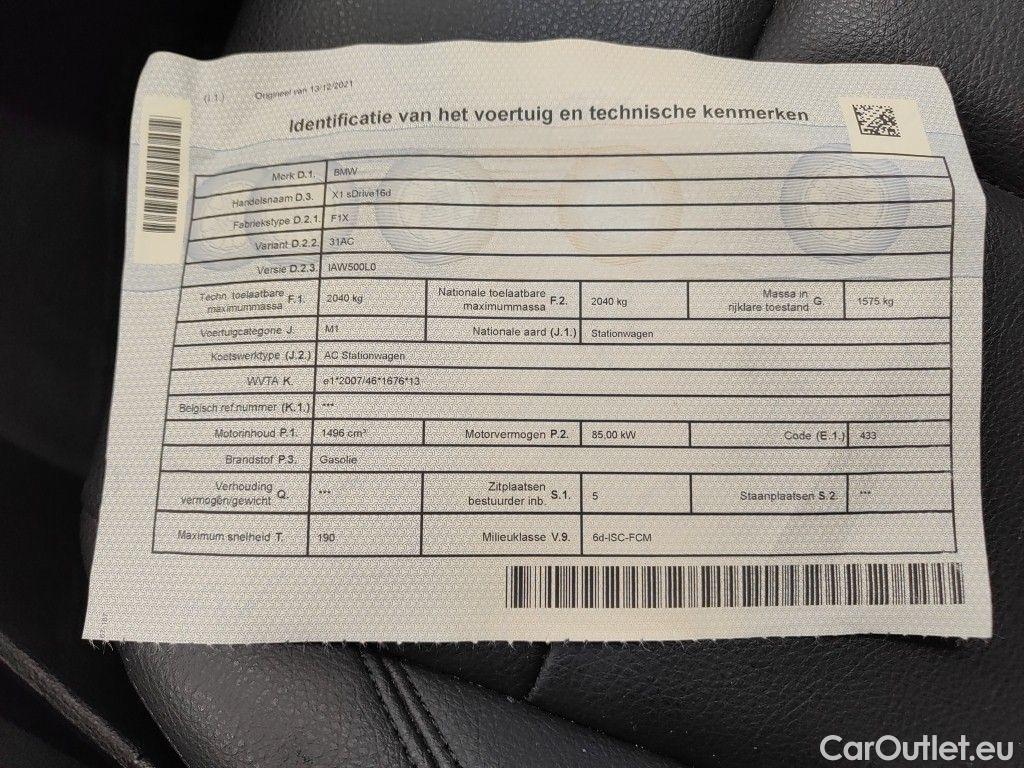 (I.1.) Origineel van 13/12/2021
Identificatie van het voertuig en technische kenmerken
Merk D.1. BMW
Handelsnaam D.3. X1 sDrive16d
Fabriekstype D.2.1. F1X
Variant D.2.2. 31AC
Versie D.2.3. IAW500L0
Techn. toelaatbare maximummassa F.1. 2040 kg Nationale toelaatbare maximummassa F.2. 2040 kg Massa in rijklare toestand G. 1575 kg
Voertuigcategorie J. M1 Nationale aard (J.1.) Stationwagen
Koetswerktype (J.2.) AC Stationwagen
WVTA K. e1*2007/46*1676*13
Belgisch ref.nummer (K.1.) ***
Motorinhoud P.1. 1496 cm³ Motorvermogen P.2. 85,00 kW Code (E.1.) 433
Brandstof P.3. Gasolie
Verhouding vermogen/gewicht Q. *** Zitplaatsen bestuurder inb. S.1. 5 Staanplaatsen S.2. ***
Maximum snelheid T. 190 Milieuklasse V.9. 6d-ISC-FCM
CarOutlet.eu